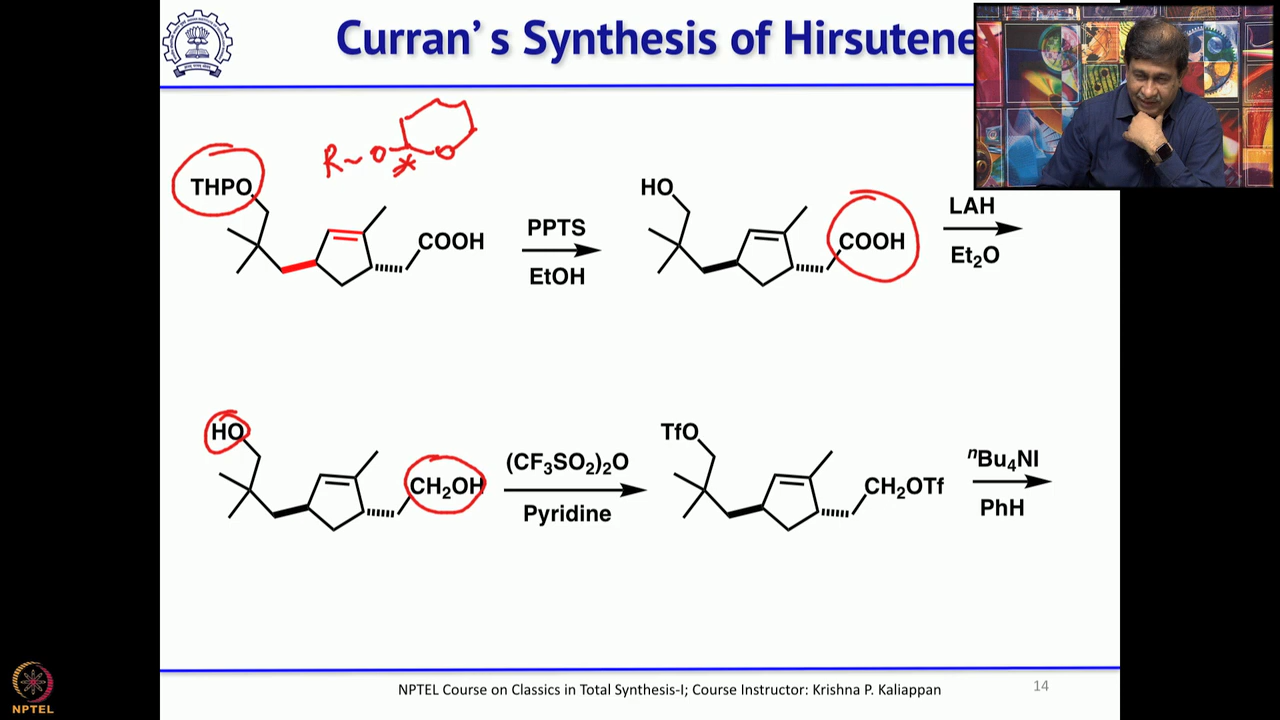 Curran's Synthesis of Hirsutene
R~O
O
*
THPO
COOH
PPTS
EtOH
HO
COOH
LAH
Et₂O
HO
CH₂OH
(CF₃SO₂)₂O
Pyridine
TfO
CH₂OTf
ⁿBu₄NI
PhH
NPTEL Course on Classics in Total Synthesis-I; Course Instructor: Krishna P. Kaliappan
14
NPTEL